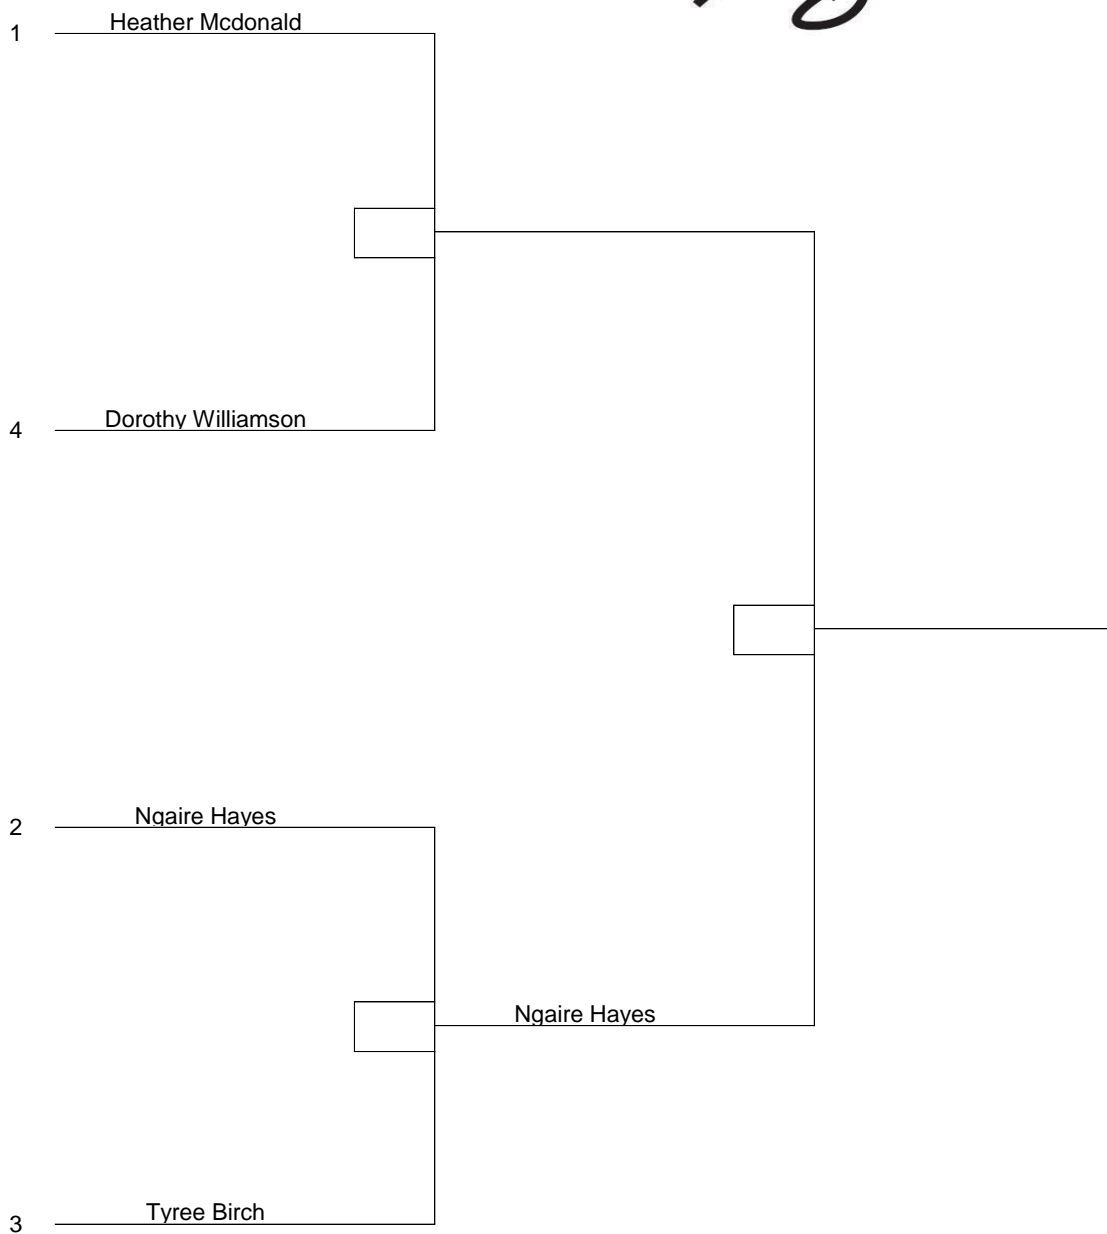 1 Heather Mcdonald
4 Dorothy Williamson
2 Ngaire Hayes
Ngaire Hayes
3 Tyree Birch